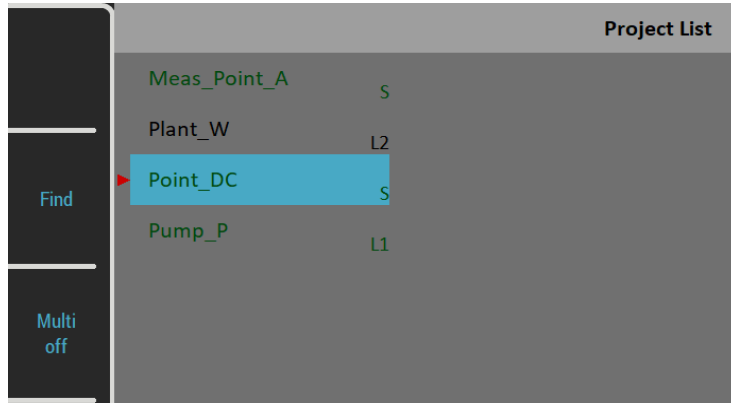 Project List
Meas_Point_A
S
Plant_W
L2
Point_DC
S
Pump_P
L1
Find
Multi
off